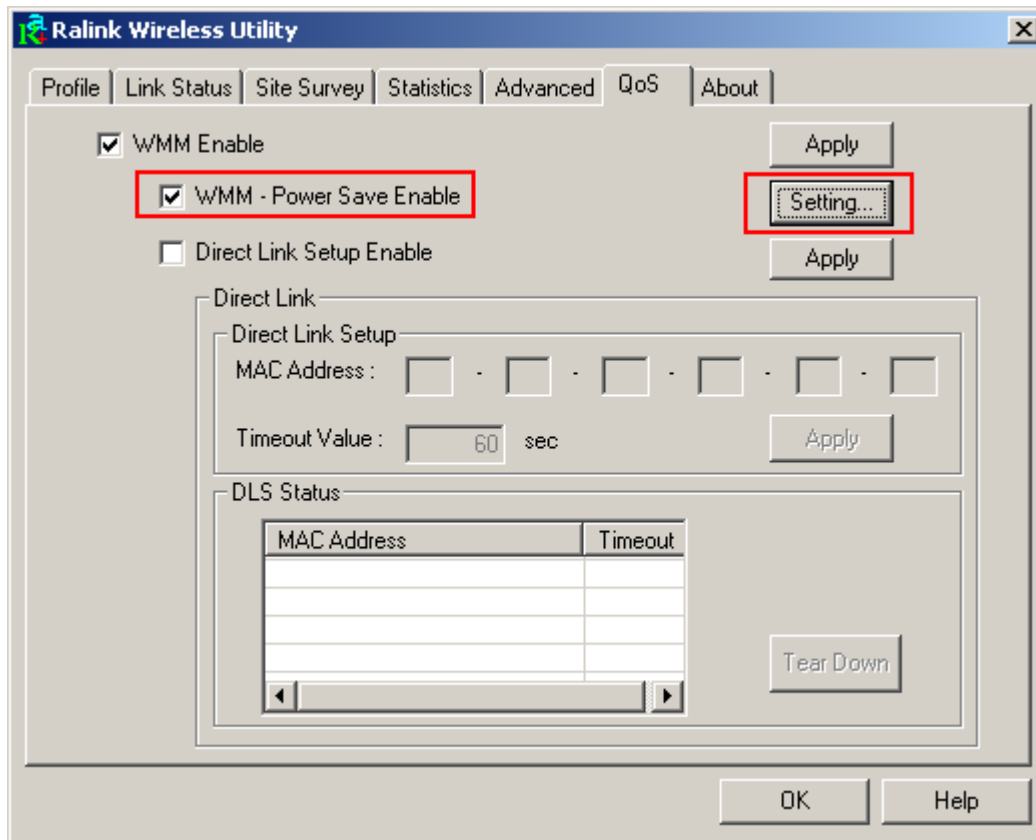 Ralink Wireless Utility
Profile Link Status Site Survey Statistics Advanced QoS About
WMM Enable Apply
WMM - Power Save Enable Setting...
Direct Link Setup Enable Apply
Direct Link
Direct Link Setup
MAC Address : - - - - -
Timeout Value : 60 sec Apply
DLS Status
MAC Address Timeout
Tear Down
OK Help